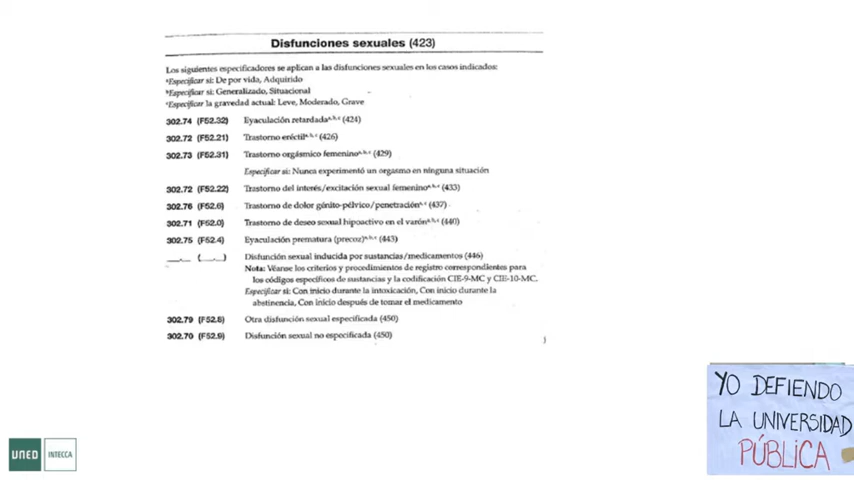 Disfunciones sexuales (423)
Los siguientes especificadores se aplican a las disfunciones sexuales en los casos indicados:
ᵃEspecificar si: De por vida, Adquirido
ᵇEspecificar si: Generalizado, Situacional
ᶜEspecificar la gravedad actual: Leve, Moderado, Grave
302.74 (F52.32) Eyaculación retardadaᵃ·ᵇ·ᶜ (424)
302.72 (F52.21) Trastorno eréctilᵃ·ᵇ·ᶜ (426)
302.73 (F52.31) Trastorno orgásmico femeninoᵃ·ᵇ·ᶜ (429)
Especificar si: Nunca experimentó un orgasmo en ninguna situación
302.72 (F52.22) Trastorno del interés/excitación sexual femeninoᵃ·ᵇ·ᶜ (433)
302.76 (F52.6) Trastorno de dolor génito-pélvico/penetraciónᵃ·ᶜ (437)
302.71 (F52.0) Trastorno de deseo sexual hipoactivo en el varónᵃ·ᵇ·ᶜ (440)
302.75 (F52.4) Eyaculación prematura (precoz)ᵃ·ᵇ·ᶜ (443)
___.__ (___.__) Disfunción sexual inducida por sustancias/medicamentos (446)
Nota: Véanse los criterios y procedimientos de registro correspondientes para
los códigos específicos de sustancias y la codificación CIE-9-MC y CIE-10-MC.
Especificar si: Con inicio durante la intoxicación, Con inicio durante la
abstinencia, Con inicio después de tomar el medicamento
302.79 (F52.8) Otra disfunción sexual especificada (450)
302.70 (F52.9) Disfunción sexual no especificada (450)
YO DEFIENDO
LA UNIVERSIDAD
PÚBLICA
UNED INTECCA